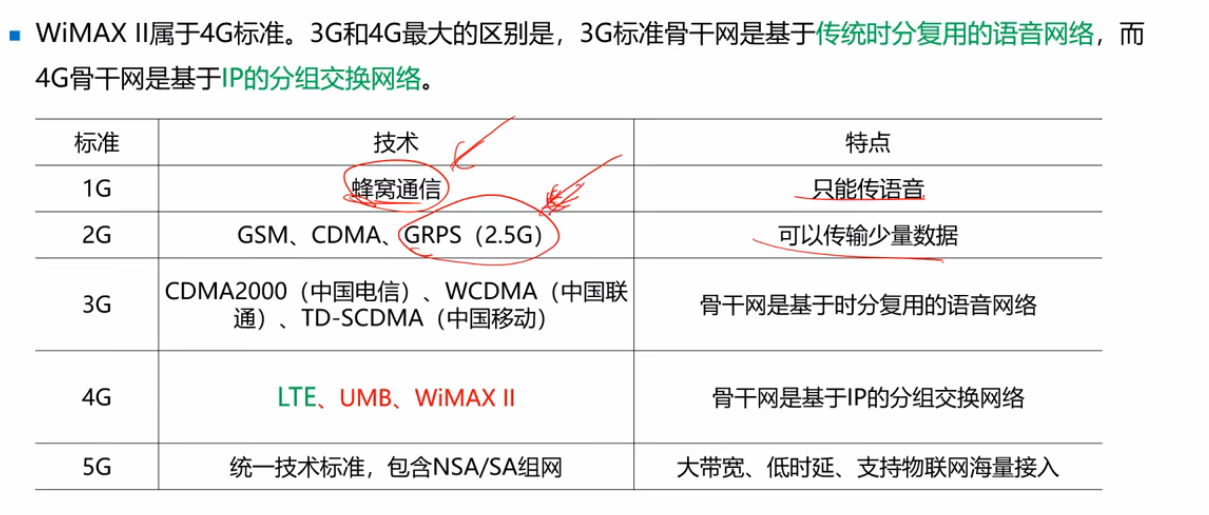 WiMAX II属于4G标准。3G和4G最大的区别是，3G标准骨干网是基于传统时分复用的语音网络，而
4G骨干网是基于IP的分组交换网络。
标准 技术 特点
1G 蜂窝通信 只能传语音
2G GSM、CDMA、GRPS（2.5G） 可以传输少量数据
3G CDMA2000（中国电信）、WCDMA（中国联
通）、TD-SCDMA（中国移动） 骨干网是基于时分复用的语音网络
4G LTE、UMB、WiMAX II 骨干网是基于IP的分组交换网络
5G 统一技术标准，包含NSA/SA组网 大带宽、低时延、支持物联网海量接入